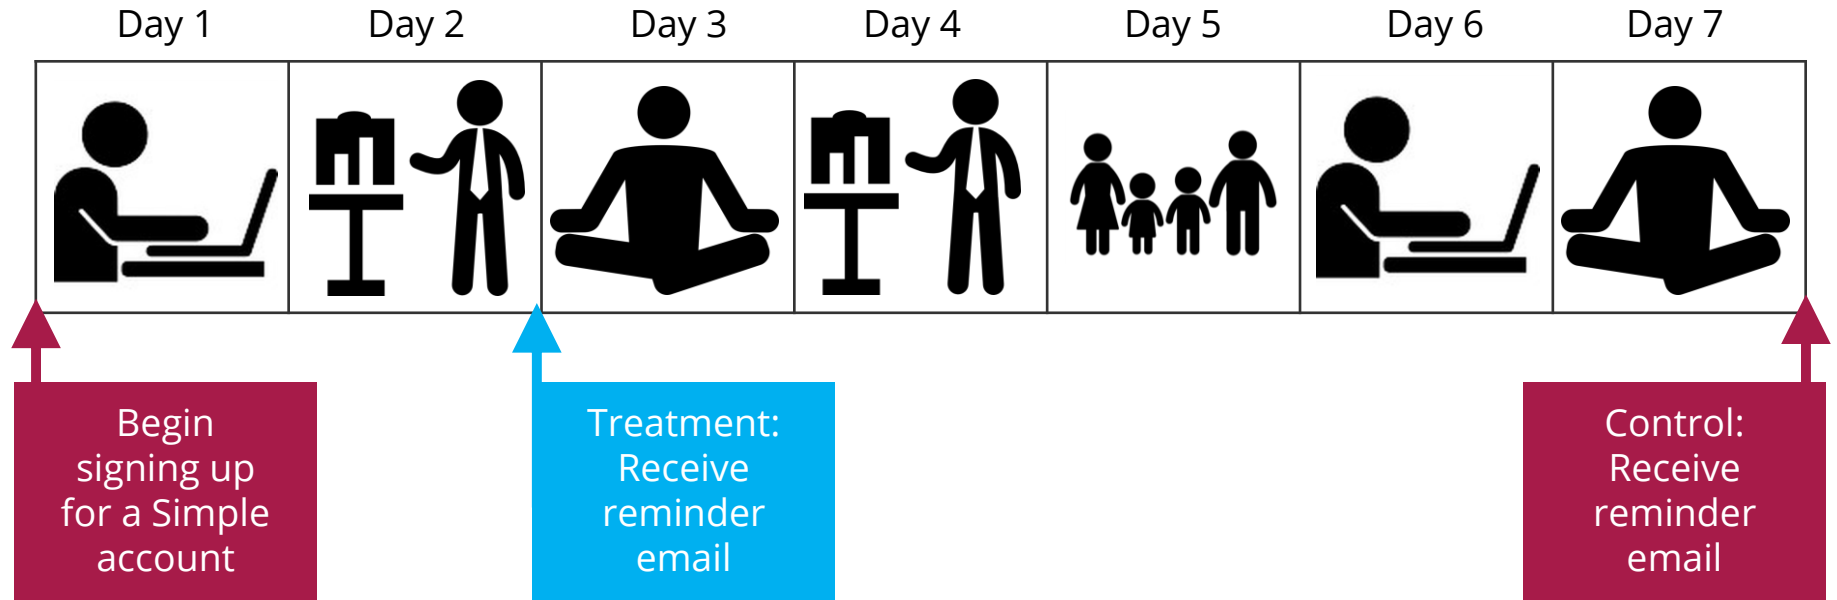 Day 1 Day 2 Day 3 Day 4 Day 5 Day 6 Day 7
Begin
signing up
for a Simple
account
Treatment:
Receive
reminder
email
Control:
Receive
reminder
email